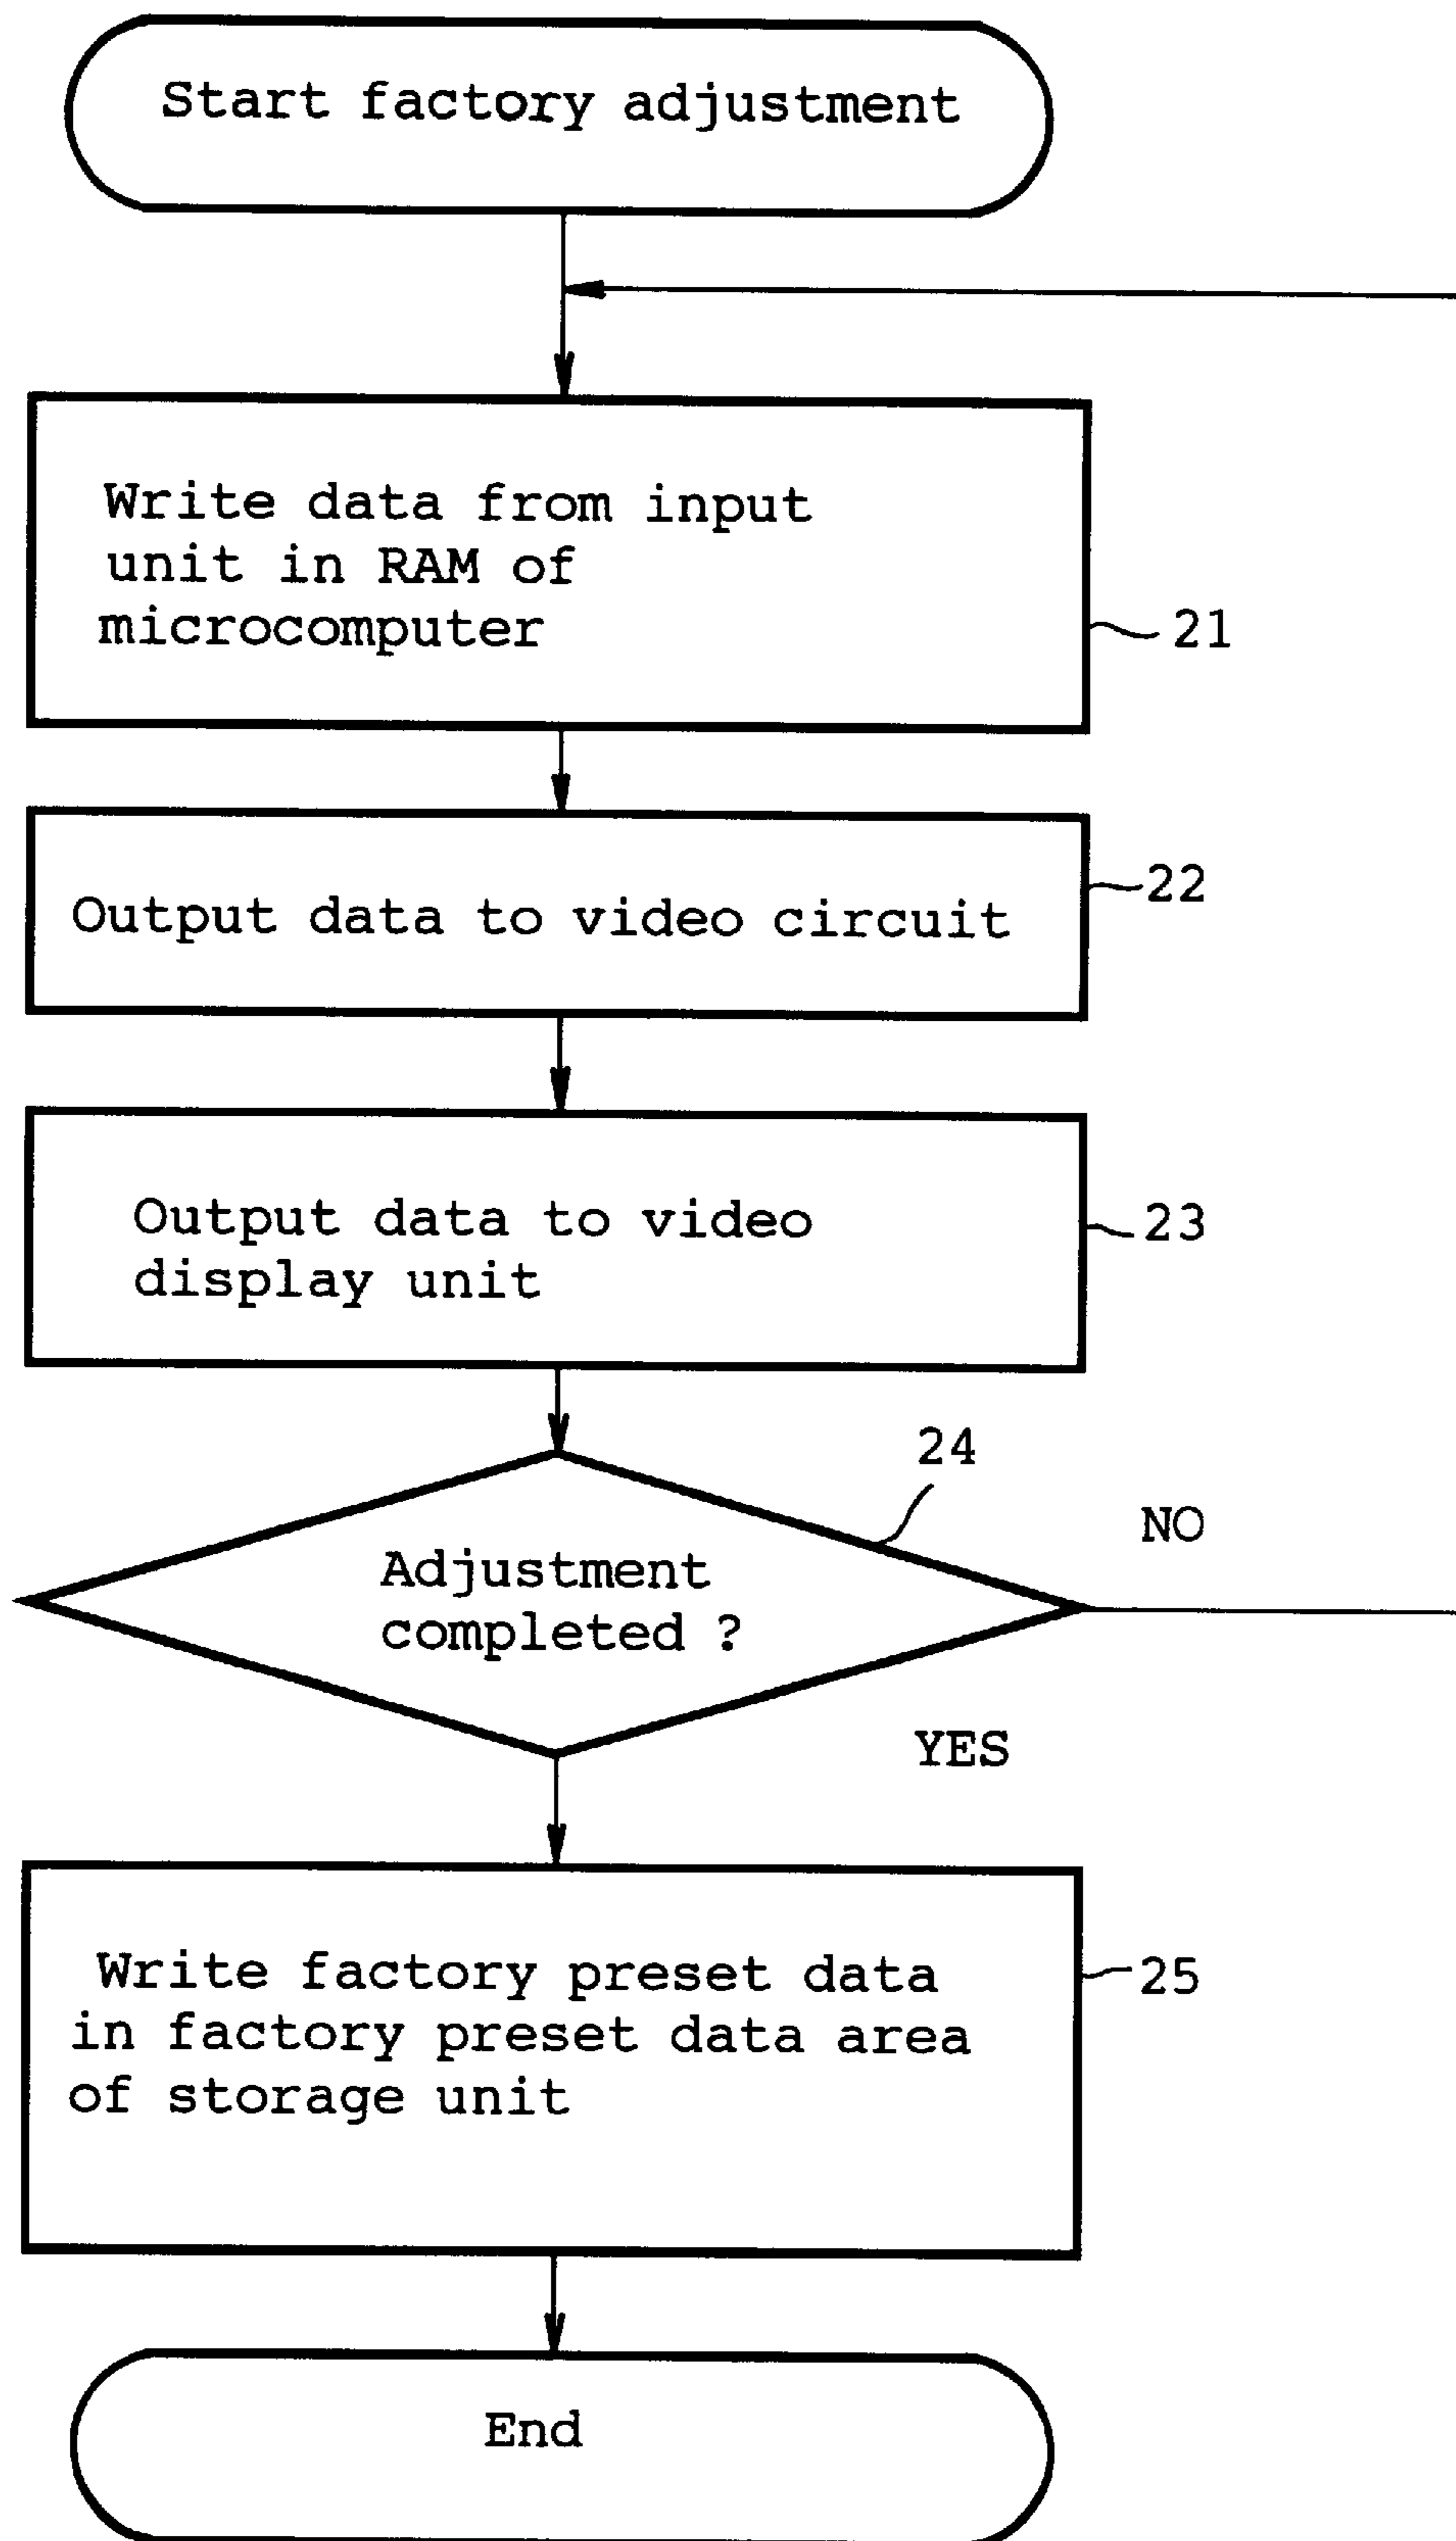 Start factory adjustment
Write data from input
unit in RAM of
microcomputer
21
Output data to video circuit
22
Output data to video
display unit
23
24
NO
Adjustment
completed ?
YES
Write factory preset data
in factory preset data area
of storage unit
25
End